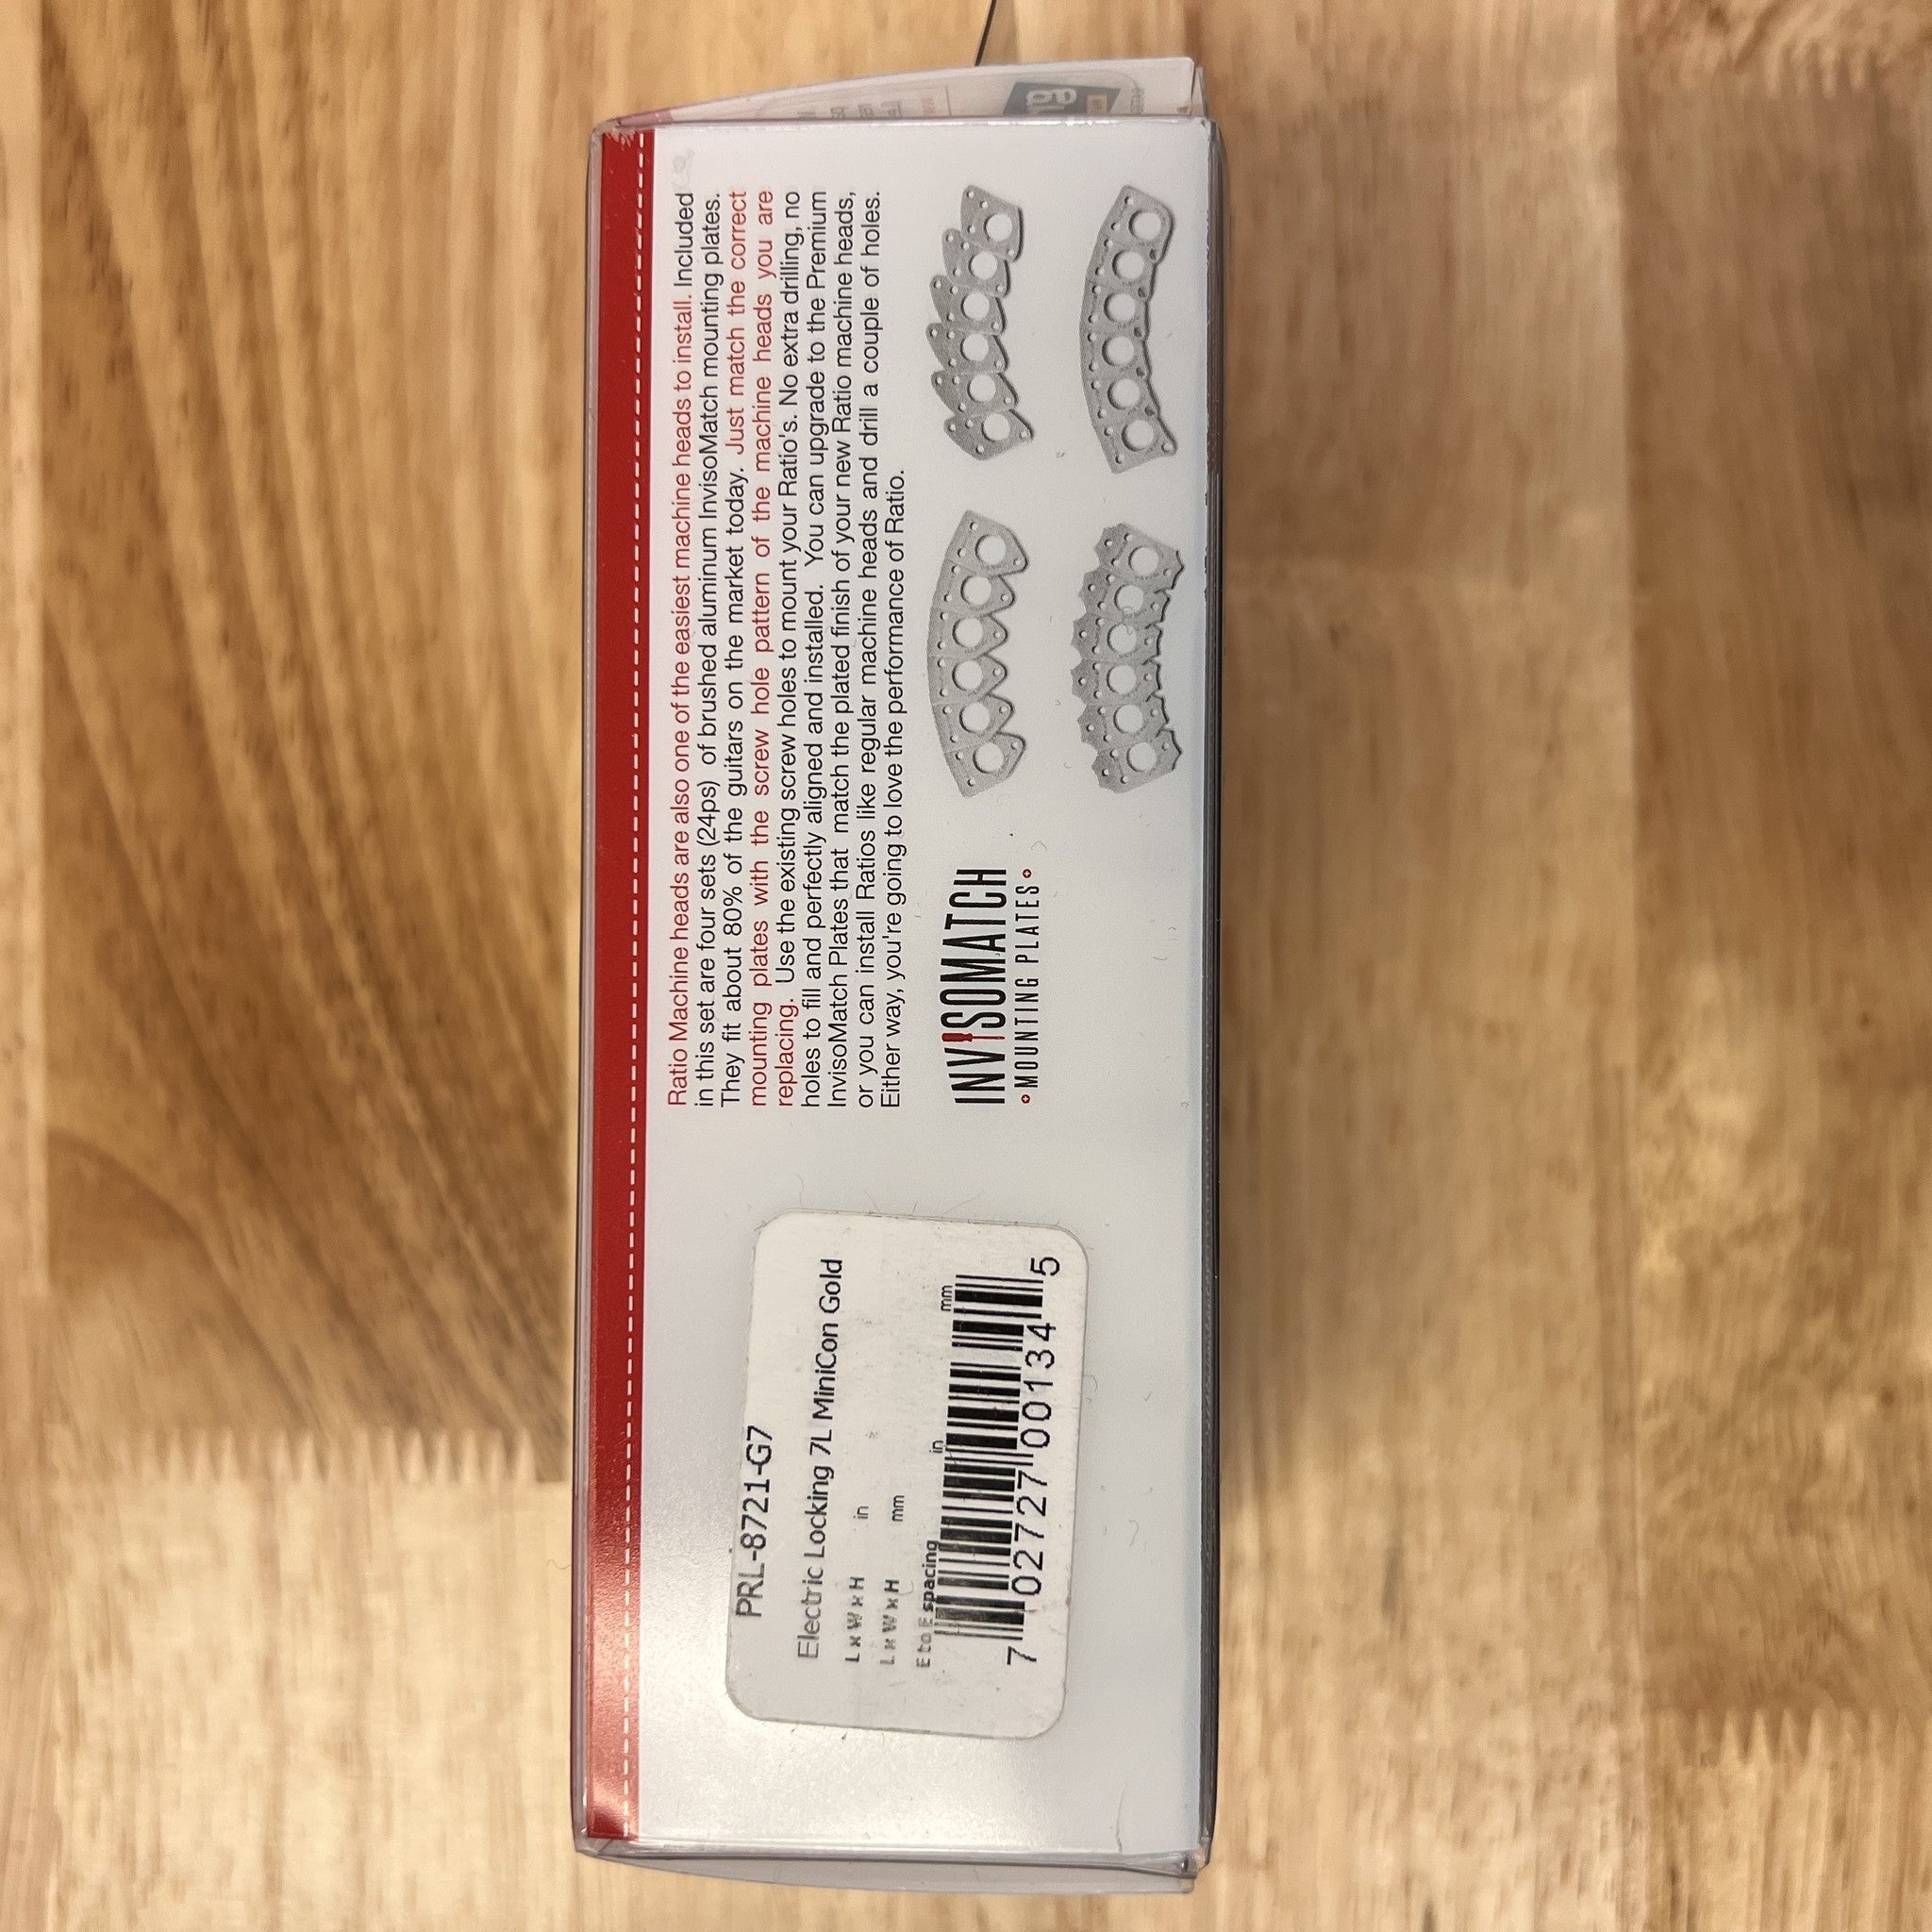 Ratio Machine heads are also one of the easiest machine heads to install. Included
in this set are four sets (24ps) of brushed aluminum InvisoMatch mounting plates.
They fit about 80% of the guitars on the market today. Just match the correct
mounting plates with the screw hole pattern of the machine heads you are
replacing. Use the existing screw holes to mount your Ratio's. No extra drilling, no
holes to fill and perfectly aligned and installed. You can upgrade to the Premium
InvisoMatch Plates that match the plated finish of your new Ratio machine heads,
or you can install Ratios like regular machine heads and drill a couple of holes.
Either way, you're going to love the performance of Ratio.
INVISOMATCH
MOUNTING PLATES
PRL-8721-G7
Electric Locking 7L MiniCon Gold
L x W x H in
L x W x H mm
E to E spacing in mm
7 02727 00134 5